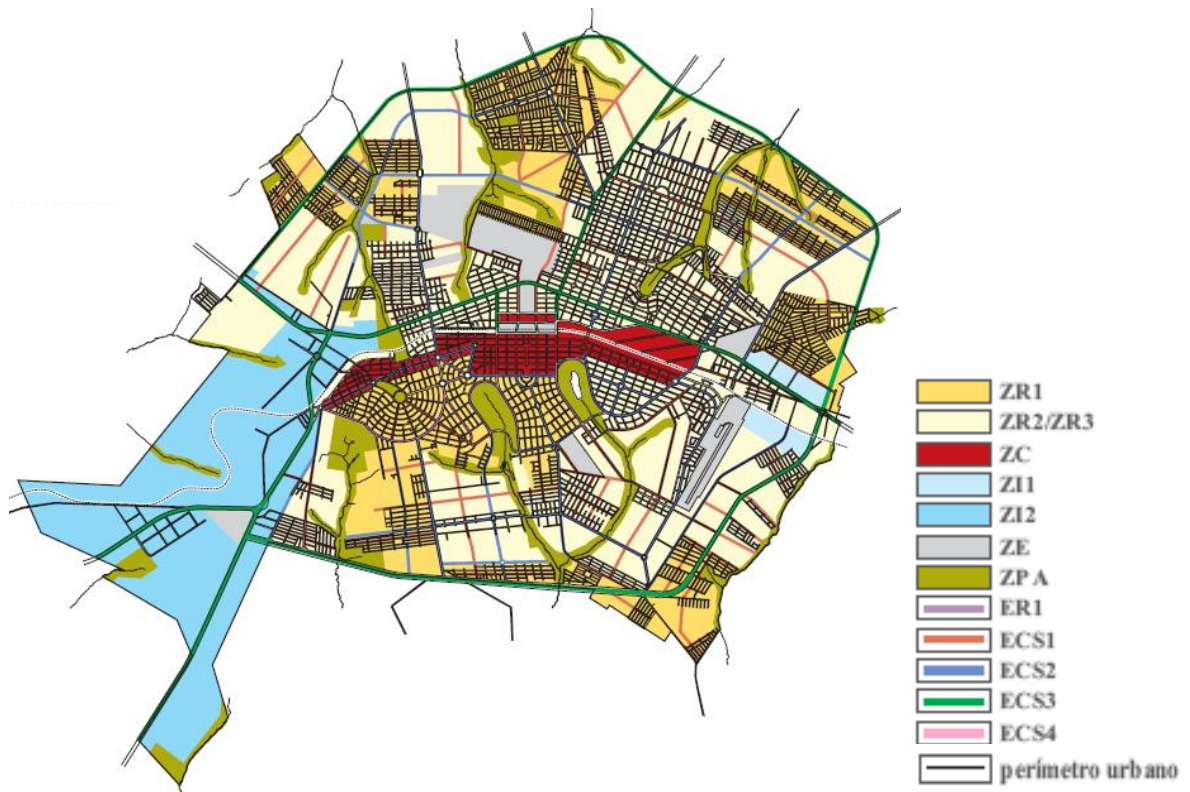 ZR1
ZR2/ZR3
ZC
ZI1
ZI2
ZE
ZP A
ER1
ECS1
ECS2
ECS3
ECS4
perímetro urbano